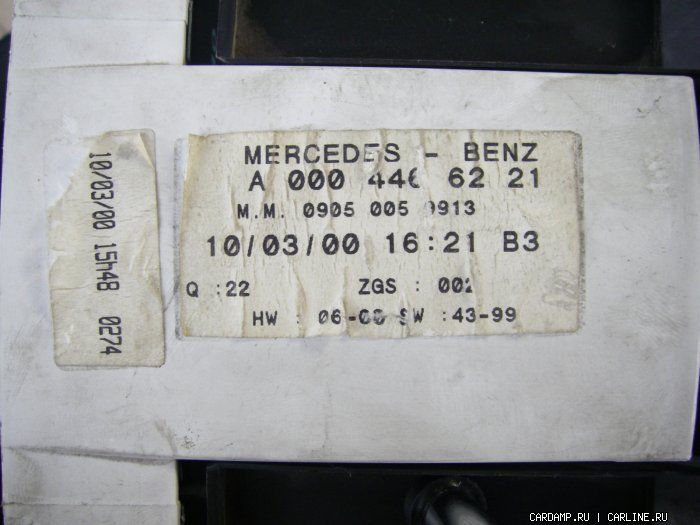 10/03/00 15h48 0274
MERCEDES - BENZ
A 000 446 62 21
M.M. 0905 005 0913
10/03/00 16:21 B3
Q :22 ZGS : 002
HW : SW :43-99
CARDAMP.RU | CARLINE.RU